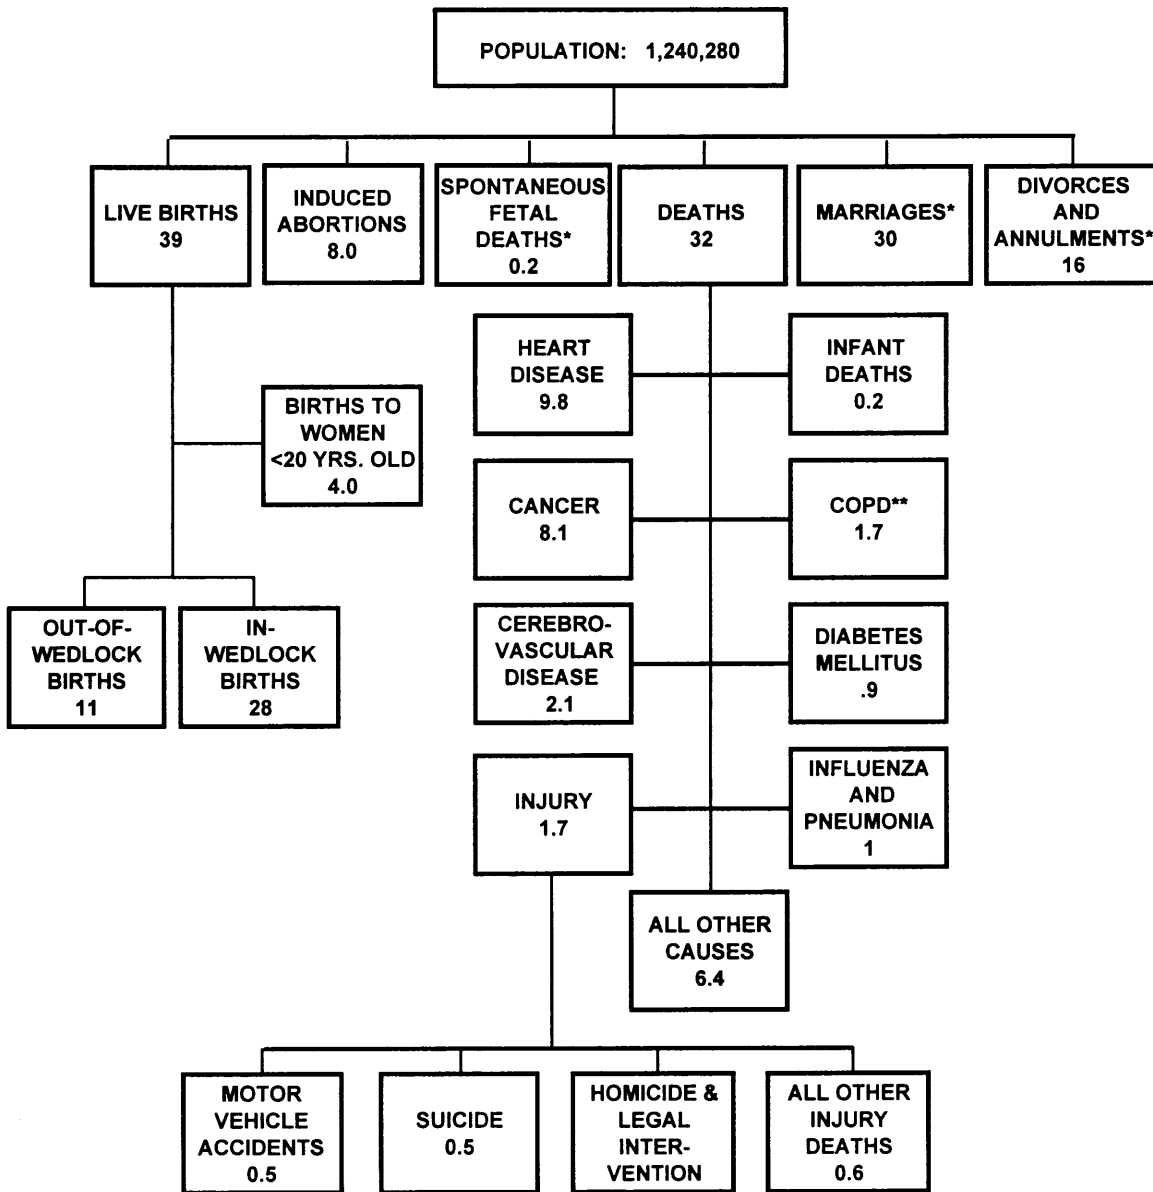 POPULATION: 1,240,280
LIVE BIRTHS
39
INDUCED
ABORTIONS
8.0
SPONTANEOUS
FETAL
DEATHS*
0.2
DEATHS
32
MARRIAGES*
30
DIVORCES
AND
ANNULMENTS*
16
HEART
DISEASE
9.8
INFANT
DEATHS
0.2
BIRTHS TO
WOMEN
<20 YRS. OLD
4.0
CANCER
8.1
COPD**
1.7
OUT-OF-
WEDLOCK
BIRTHS
11
IN-
WEDLOCK
BIRTHS
28
CEREBRO-
VASCULAR
DISEASE
2.1
DIABETES
MELLITUS
.9
INJURY
1.7
INFLUENZA
AND
PNEUMONIA
1
ALL OTHER
CAUSES
6.4
MOTOR
VEHICLE
ACCIDENTS
0.5
SUICIDE
0.5
HOMICIDE &
LEGAL
INTER-
VENTION
ALL OTHER
INJURY
DEATHS
0.6